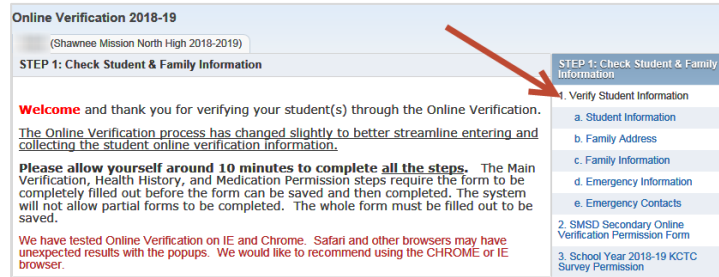 Online Verification 2018-19
(Shawnee Mission North High 2018-2019)
STEP 1: Check Student & Family Information
Welcome and thank you for verifying your student(s) through the Online Verification.
The Online Verification process has changed slightly to better streamline entering and
collecting the student online verification information.
Please allow yourself around 10 minutes to complete all the steps. The Main
Verification, Health History, and Medication Permission steps require the form to be
completely filled out before the form can be saved and then completed. The system
will not allow partial forms to be completed. The whole form must be filled out to be
saved.
We have tested Online Verification on IE and Chrome. Safari and other browsers may have
unexpected results with the popups. We would like to recommend using the CHROME or IE
browser.
STEP 1: Check Student & Family
Information
1. Verify Student Information
a. Student Information
b. Family Address
c. Family Information
d. Emergency Information
e. Emergency Contacts
2. SMSD Secondary Online
Verification Permission Form
3. School Year 2018-19 KCTC
Survey Permission